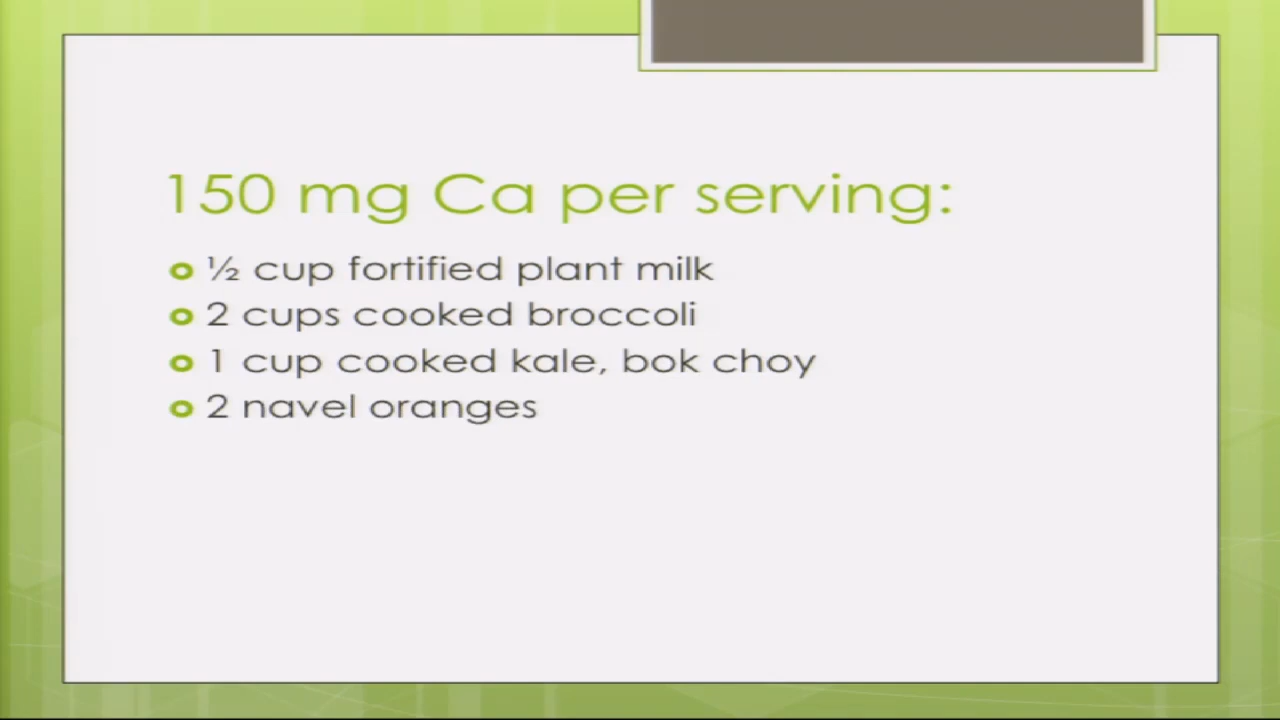 150 mg Ca per serving:
½ cup fortified plant milk
2 cups cooked broccoli
1 cup cooked kale, bok choy
2 navel oranges